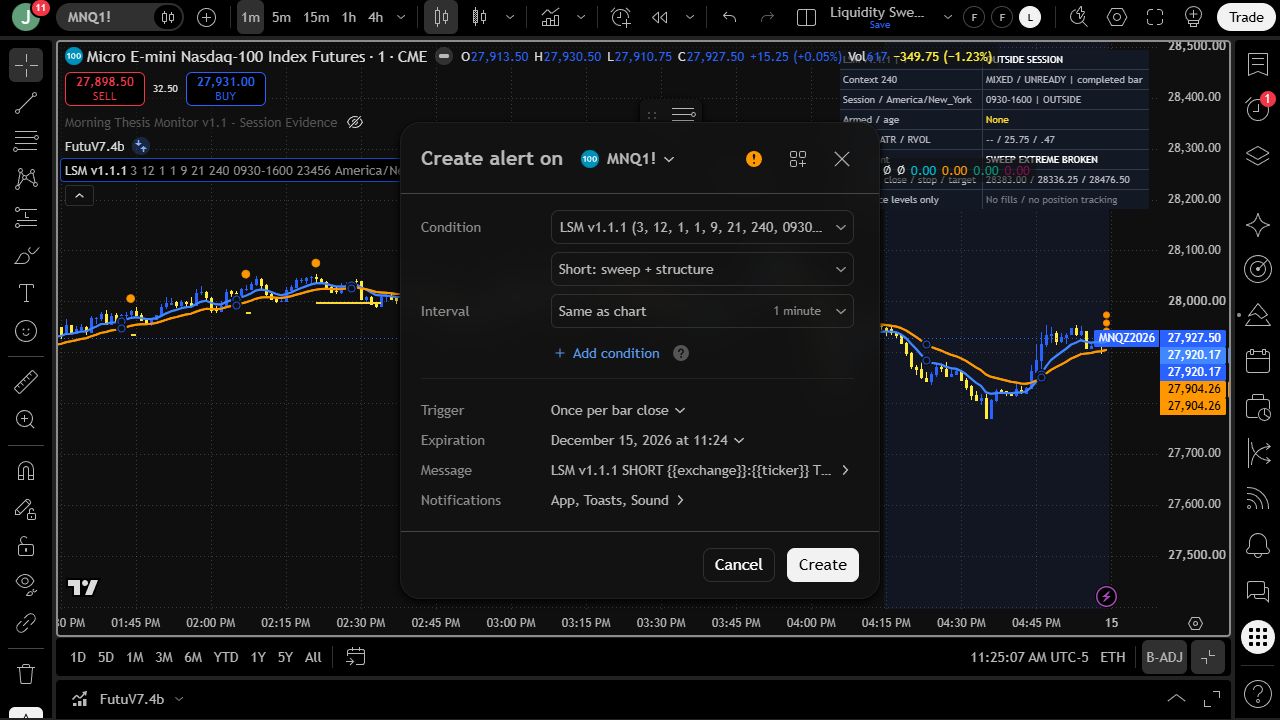 J 11 MNQ1! 1m 5m 15m 1h 4h Liquidity Swe... Save F F L Trade
100 Micro E-mini Nasdaq-100 Index Futures · 1 · CME O27,913.50 H27,930.50 L27,910.75 C27,927.50 +15.25 (+0.05%) Vol617 −349.75 (−1.23%)
27,898.50 SELL 32.50 27,931.00 BUY
Morning Thesis Monitor v1.1 - Session Evidence
FutuV7.4b
LSM v1.1.1 3 12 1 1 9 21 240 0930-1600 23456 America/N
OUTSIDE SESSION
Context 240 MIXED / UNREADY | completed bar
Session / America/New_York 0930-1600 | OUTSIDE
Armed / age None
ATR / RVOL -- / 25.75 / .47
SWEEP EXTREME BROKEN
Ø Ø 0.00 0.00 0.00 0.00
close / stop / target 28383.00 / 28336.25 / 28476.50
levels only No fills / no position tracking
Create alert on 100 MNQ1!
Condition LSM v1.1.1 (3, 12, 1, 1, 9, 21, 240, 0930...
Short: sweep + structure
Interval Same as chart 1 minute
+ Add condition ?
Trigger Once per bar close
Expiration December 15, 2026 at 11:24
Message LSM v1.1.1 SHORT {{exchange}}:{{ticker}} T...
Notifications App, Toasts, Sound
Cancel Create
28,500.00
28,400.00
28,300.00
28,200.00
28,100.00
28,000.00
MNQZ2026 27,927.50
27,920.17
27,920.17
27,904.26
27,904.26
27,700.00
27,600.00
27,500.00
1
30 PM 01:45 PM 02:00 PM 02:15 PM 02:30 PM 02:45 PM 03:00 PM 03:15 PM 03:30 PM 03:45 PM 04:00 PM 04:15 PM 04:30 PM 04:45 PM 15
1D 5D 1M 3M 6M YTD 1Y 5Y All 11:25:07 AM UTC-5 ETH B-ADJ
FutuV7.4b